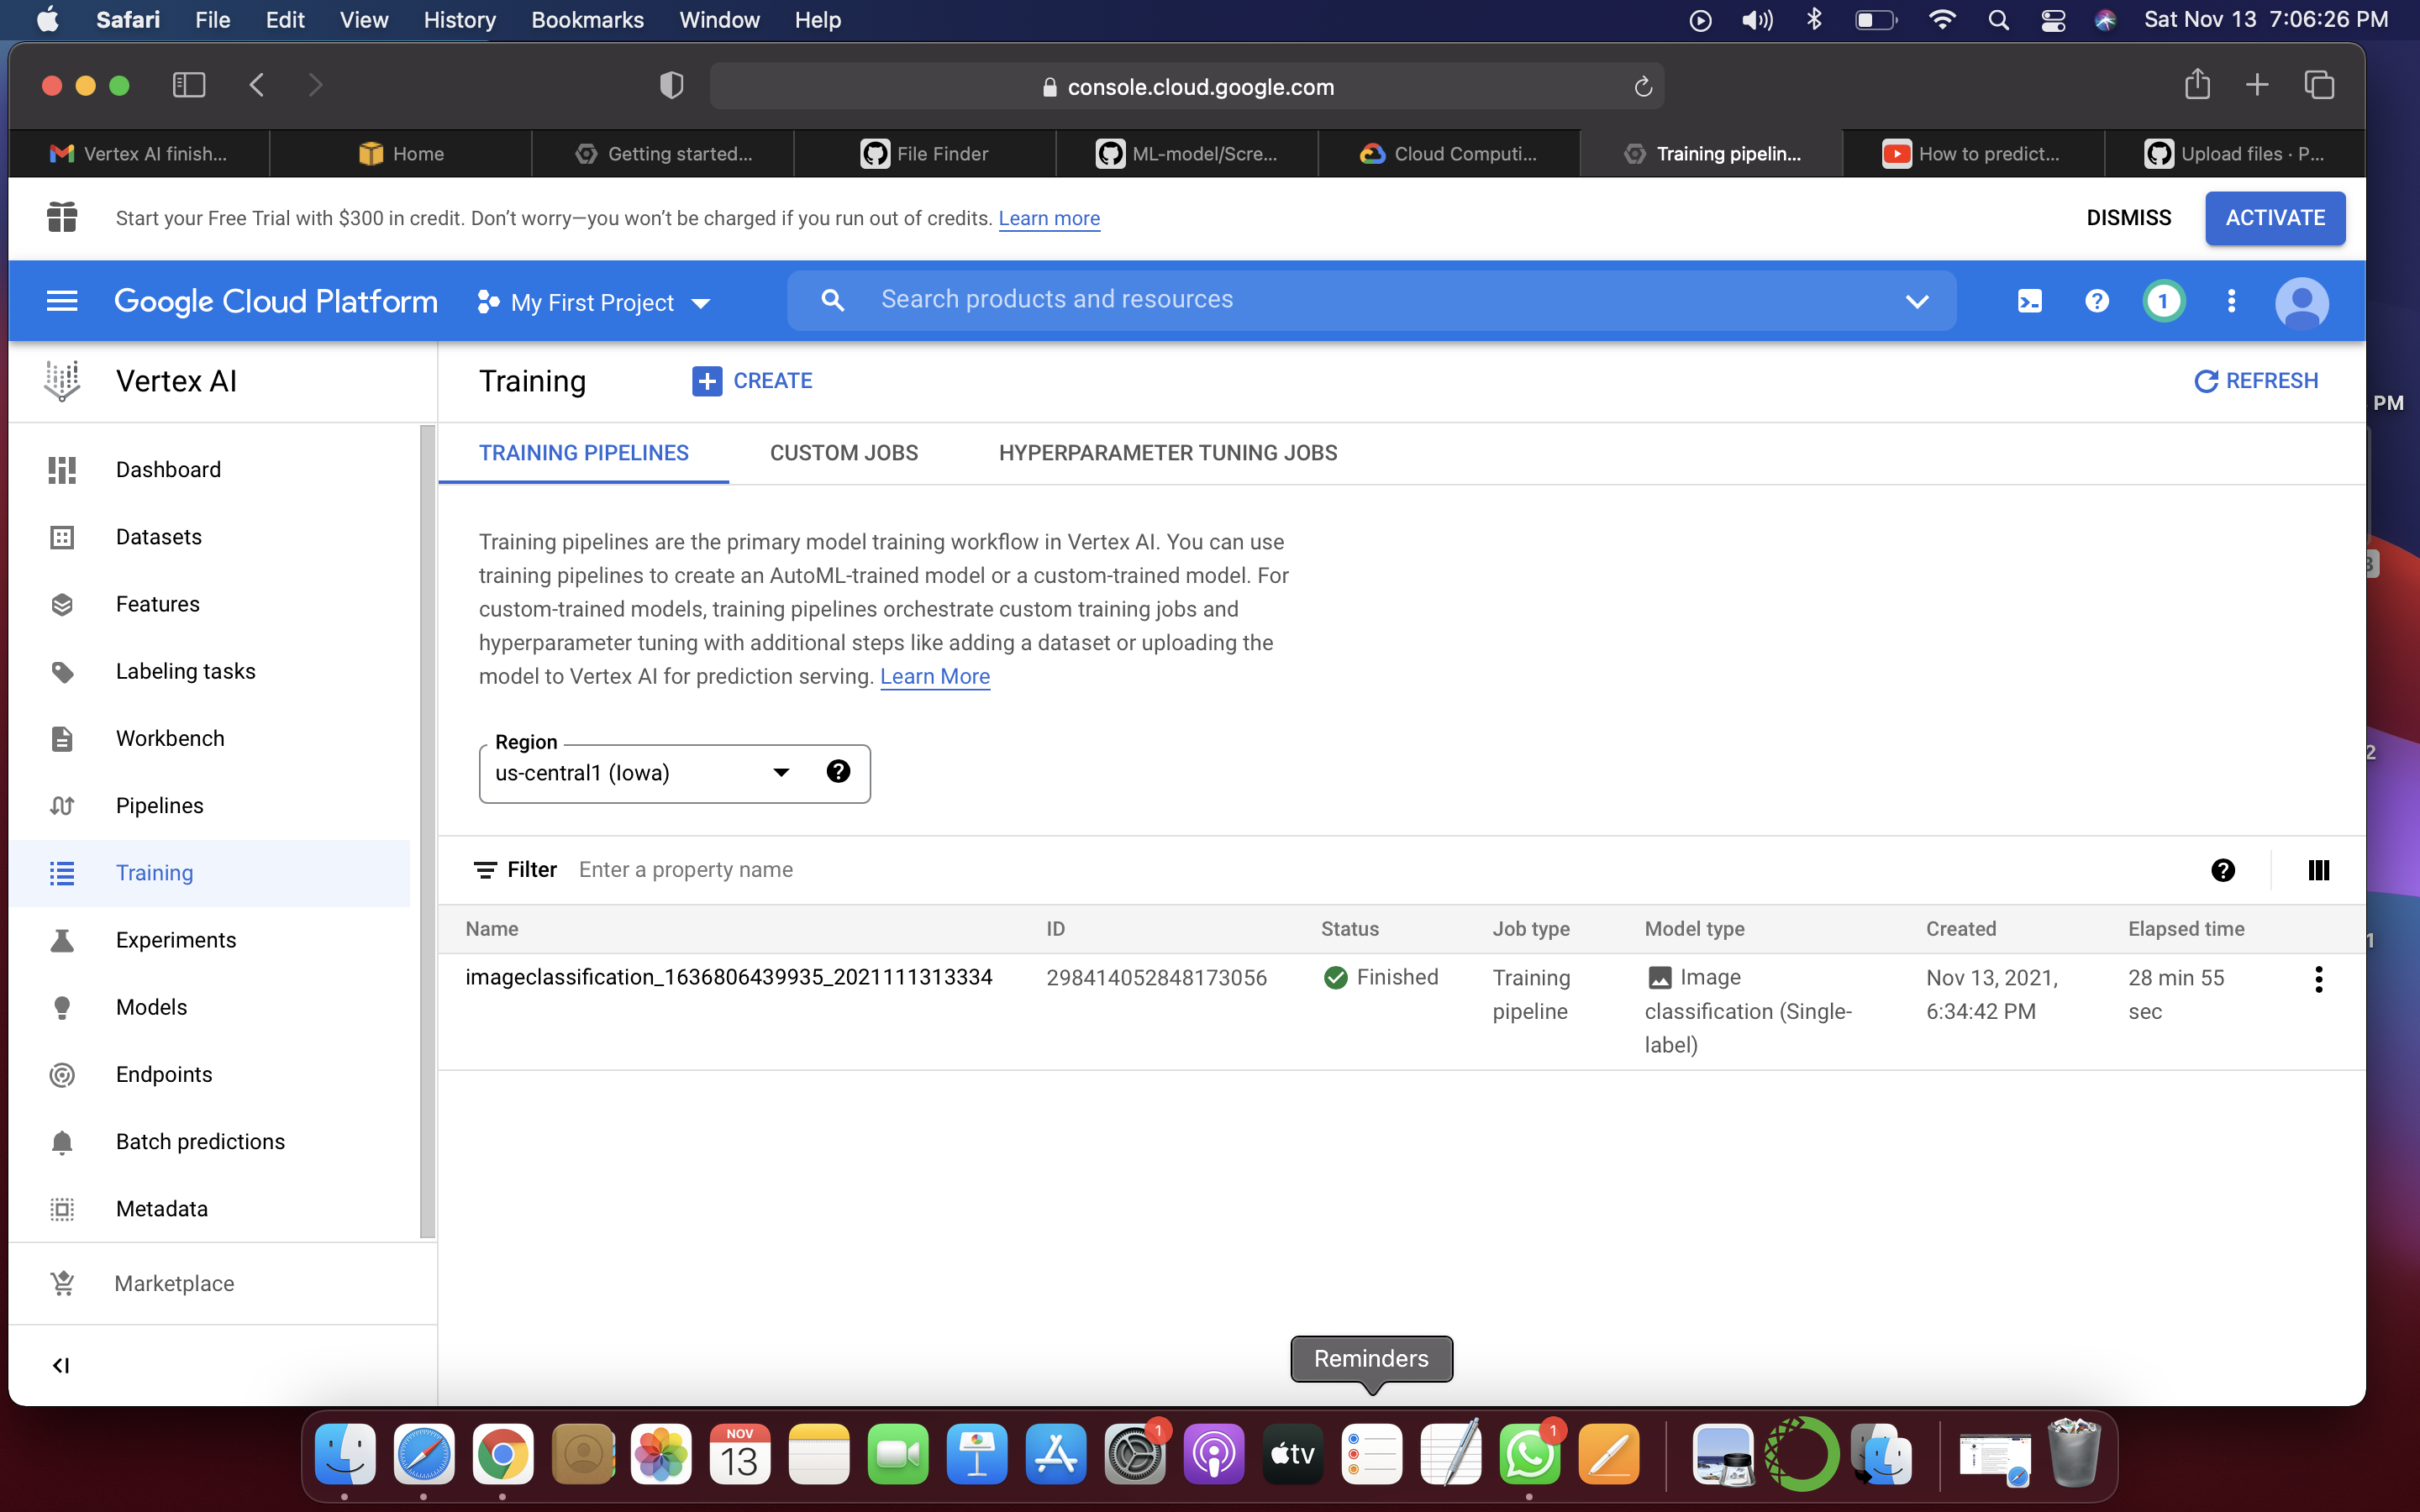 Safari File Edit View History Bookmarks Window Help Sat Nov 13 7:06:26 PM
console.cloud.google.com
Vertex AI finish... Home Getting started... File Finder ML-model/Scre... Cloud Computi... Training pipelin... How to predict... Upload files · P...
Start your Free Trial with $300 in credit. Don't worry—you won't be charged if you run out of credits. Learn more DISMISS ACTIVATE
Google Cloud Platform My First Project Search products and resources 1
Vertex AI Training CREATE REFRESH
PM
Dashboard
Datasets
Features
Labeling tasks
Workbench
Pipelines
Training
Experiments
Models
Endpoints
Batch predictions
Metadata
Marketplace
TRAINING PIPELINES CUSTOM JOBS HYPERPARAMETER TUNING JOBS
Training pipelines are the primary model training workflow in Vertex AI. You can use
training pipelines to create an AutoML-trained model or a custom-trained model. For
custom-trained models, training pipelines orchestrate custom training jobs and
hyperparameter tuning with additional steps like adding a dataset or uploading the
model to Vertex AI for prediction serving. Learn More
Region
us-central1 (Iowa)
Filter Enter a property name
Name ID Status Job type Model type Created Elapsed time
imageclassification_1636806439935_2021111313334 298414052848173056 Finished Training Image Nov 13, 2021, 28 min 55
pipeline classification (Single- 6:34:42 PM sec
label)
3
2
1
Reminders
NOV
13
1
tv
1